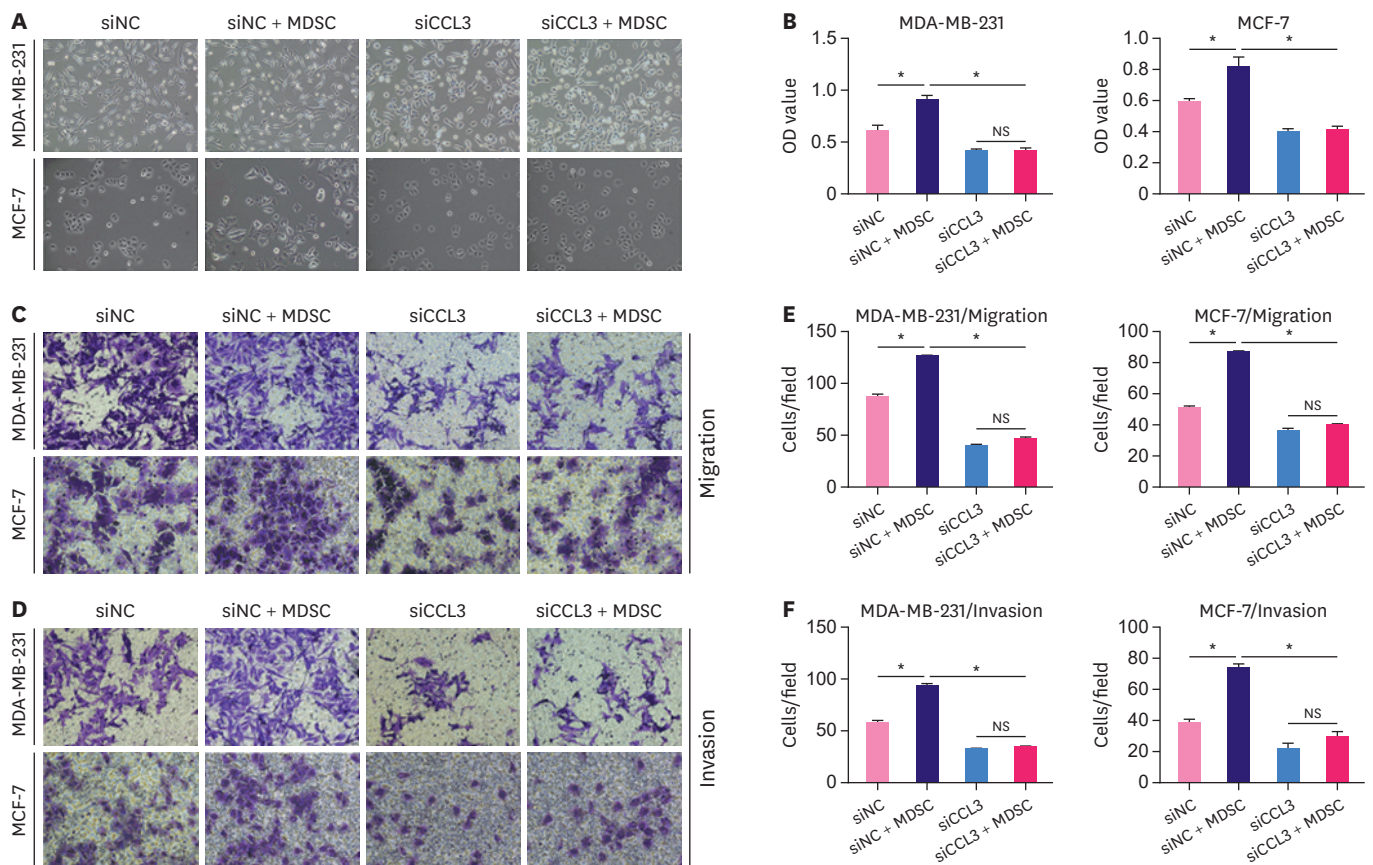 A
siNC
siNC + MDSC
siCCL3
siCCL3 + MDSC
MDA-MB-231
MCF-7
B
MDA-MB-231
OD value
1.5
1.0
0.5
0
*
*
NS
siNC
siNC + MDSC
siCCL3
siCCL3 + MDSC
MCF-7
OD value
1.0
0.8
0.6
0.4
0.2
0
*
*
siNC
siNC + MDSC
siCCL3
siCCL3 + MDSC
C
siNC
siNC + MDSC
siCCL3
siCCL3 + MDSC
MDA-MB-231
MCF-7
Migration
E
MDA-MB-231/Migration
Cells/field
150
100
50
0
*
*
NS
siNC
siNC + MDSC
siCCL3
siCCL3 + MDSC
MCF-7/Migration
Cells/field
100
80
60
40
20
0
*
*
NS
siNC
siNC + MDSC
siCCL3
siCCL3 + MDSC
D
siNC
siNC + MDSC
siCCL3
siCCL3 + MDSC
MDA-MB-231
MCF-7
Invasion
F
MDA-MB-231/Invasion
Cells/field
150
100
50
0
*
*
NS
siNC
siNC + MDSC
siCCL3
siCCL3 + MDSC
MCF-7/Invasion
Cells/field
100
80
60
40
20
0
*
*
NS
siNC
siNC + MDSC
siCCL3
siCCL3 + MDSC